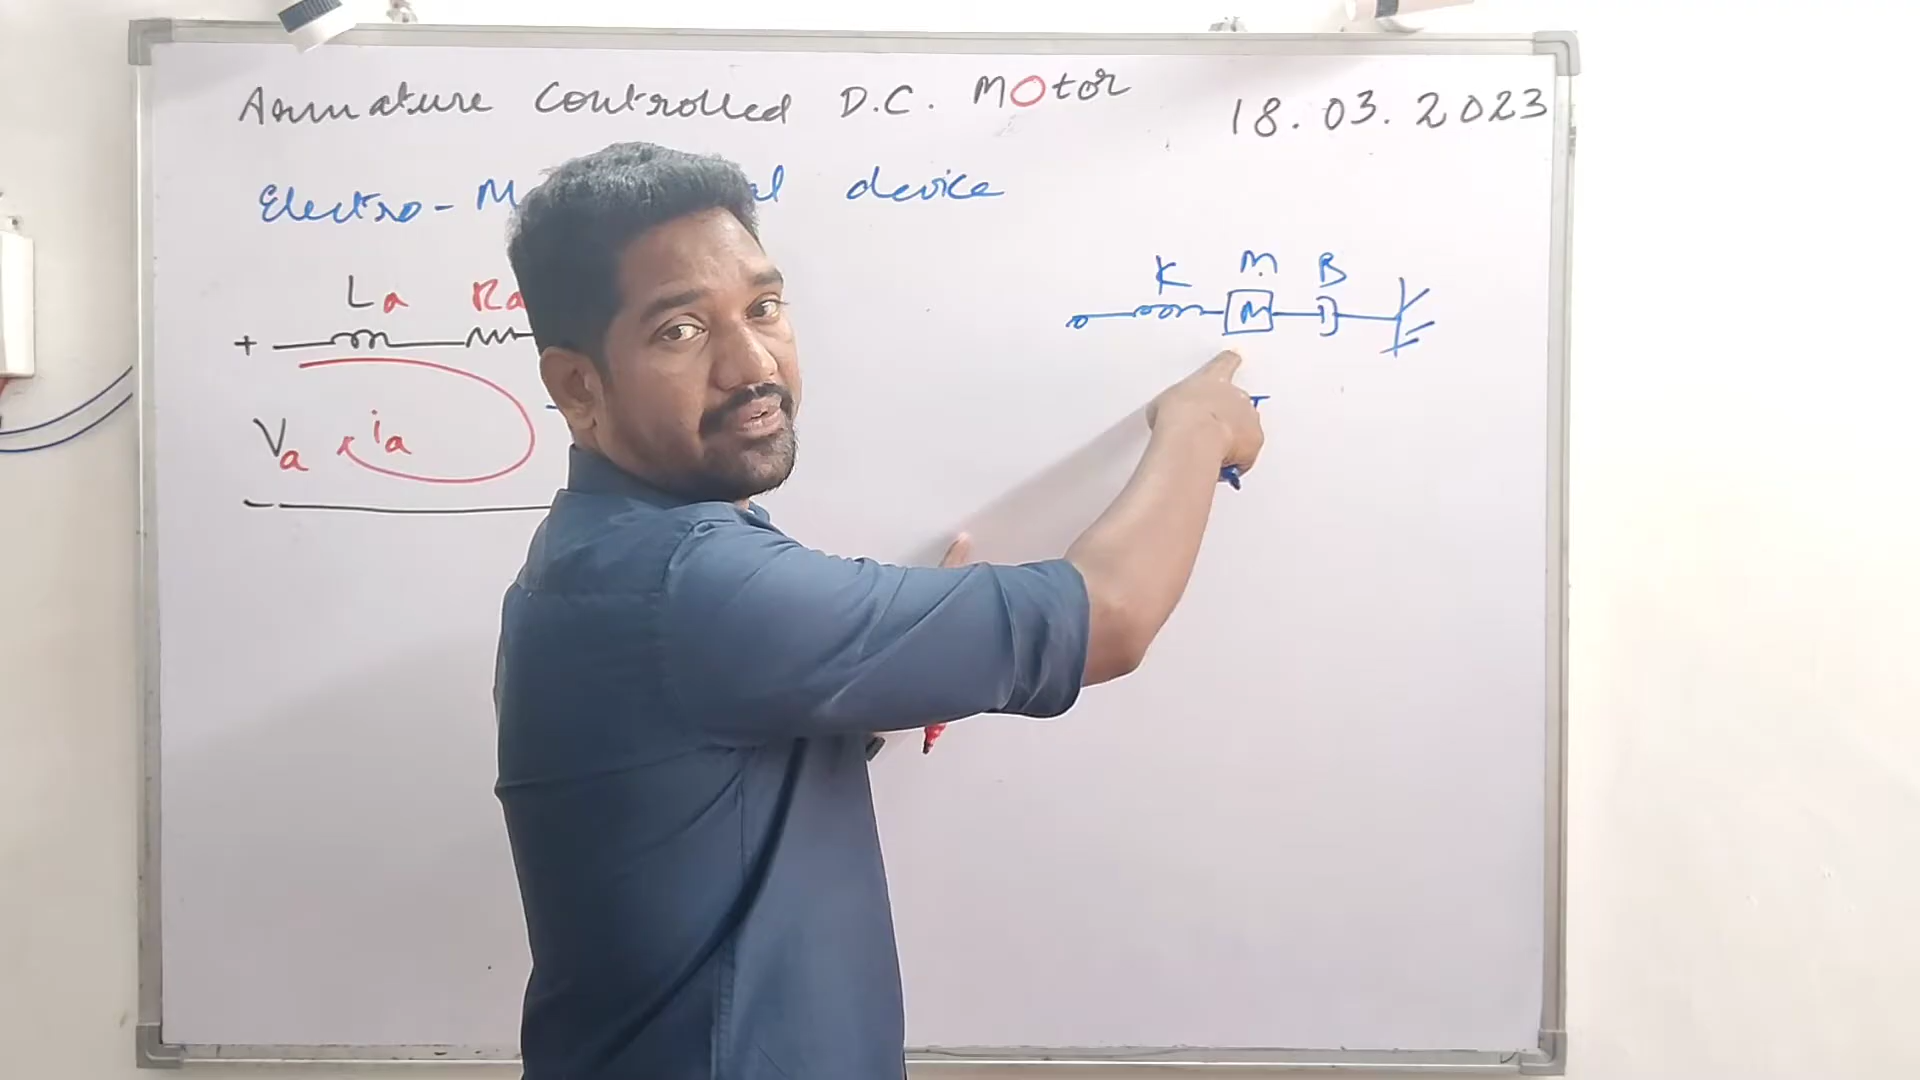 Armature Controlled D.C. Motor
18.03.2023
Electro-M al device
La Ra
K M B
+
M
Va ia
-